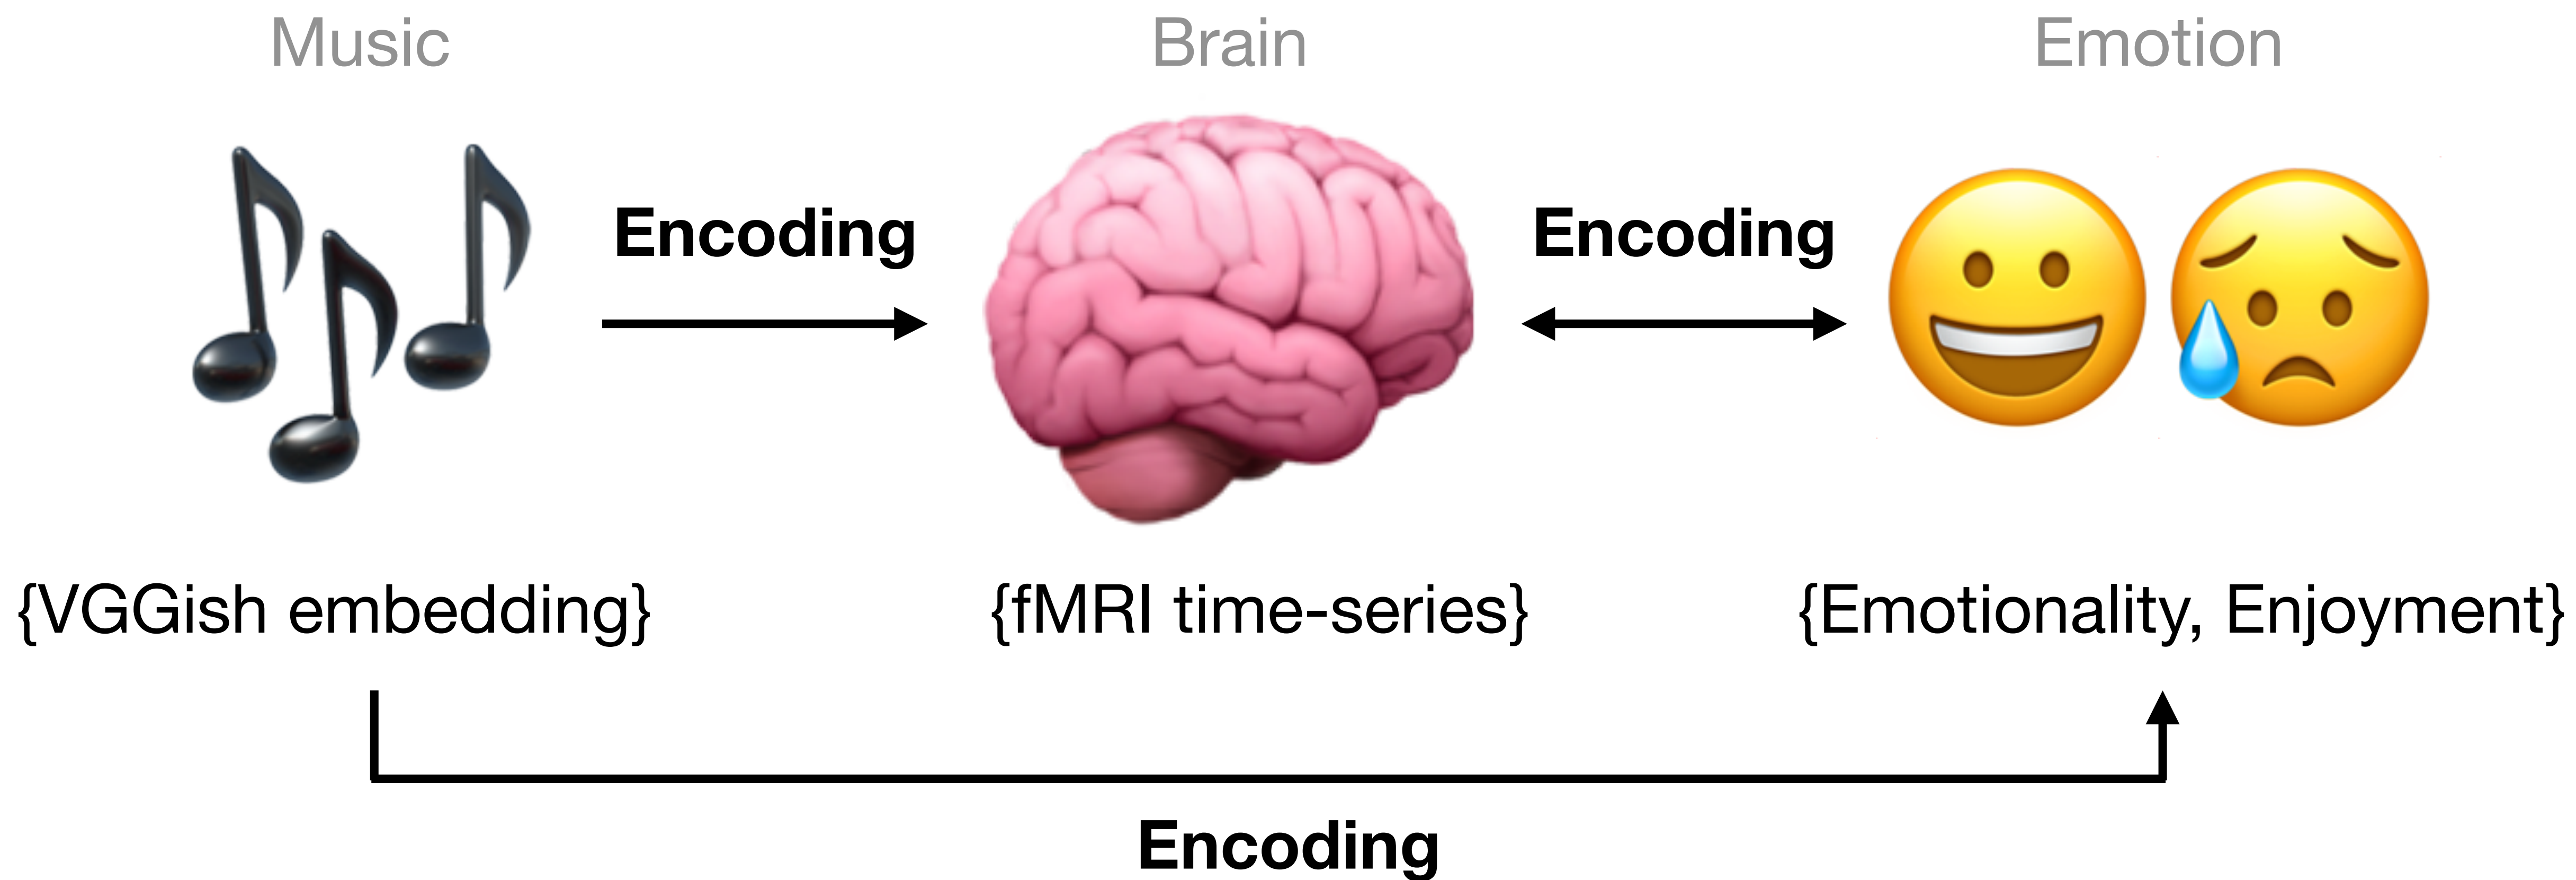 Music
Brain
Emotion
Encoding
Encoding
{VGGish embedding}
{fMRI time-series}
{Emotionality, Enjoyment}
Encoding